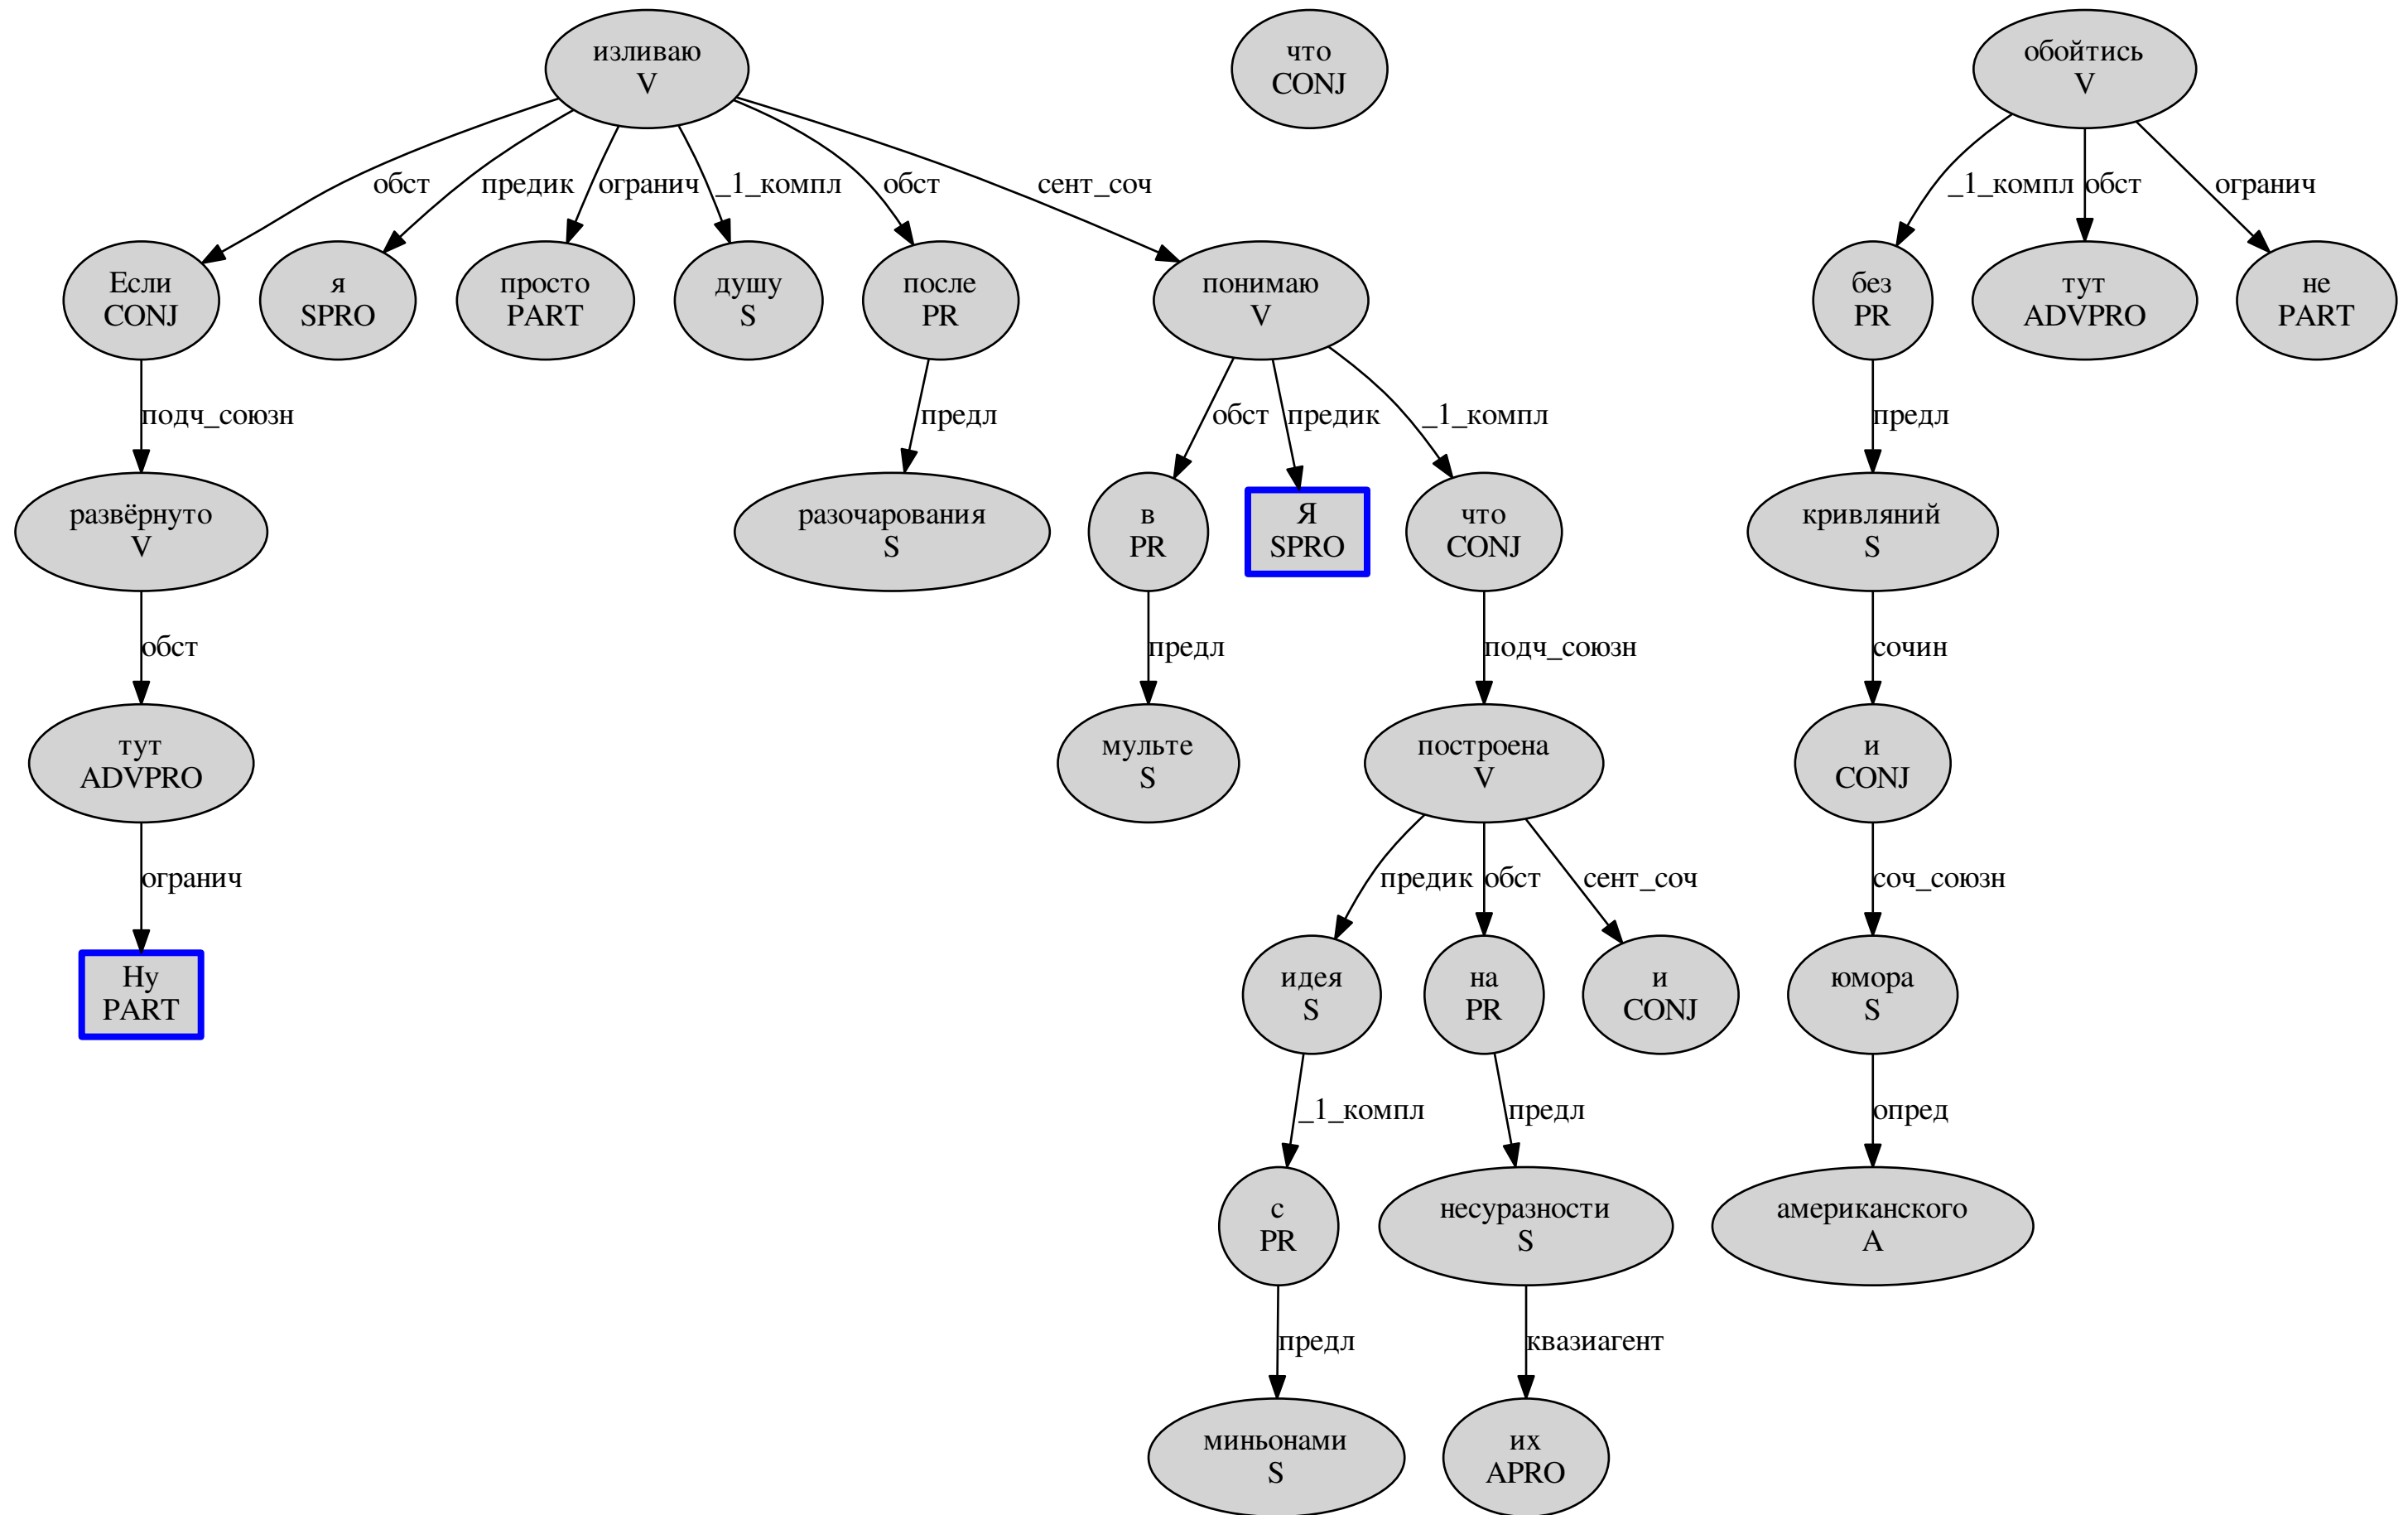 изливаю
V
что
CONJ
обойтись
V
обст
предик
огранич
_1_компл
обст
сент_соч
_1_компл
обст
огранич
Если
CONJ
я
SPRO
просто
PART
душу
S
после
PR
понимаю
V
без
PR
тут
ADVPRO
не
PART
подч_союзн
предл
обст
предик
_1_компл
предл
развёрнуто
V
разочарования
S
в
PR
Я
SPRO
что
CONJ
кривляний
S
обст
предл
подч_союзн
сочин
тут
ADVPRO
мульте
S
построена
V
и
CONJ
огранич
предик
обст
сент_соч
соч_союзн
Ну
PART
идея
S
на
PR
и
CONJ
юмора
S
_1_компл
предл
опред
с
PR
несуразности
S
американского
A
предл
квазиагент
миньонами
S
их
APRO